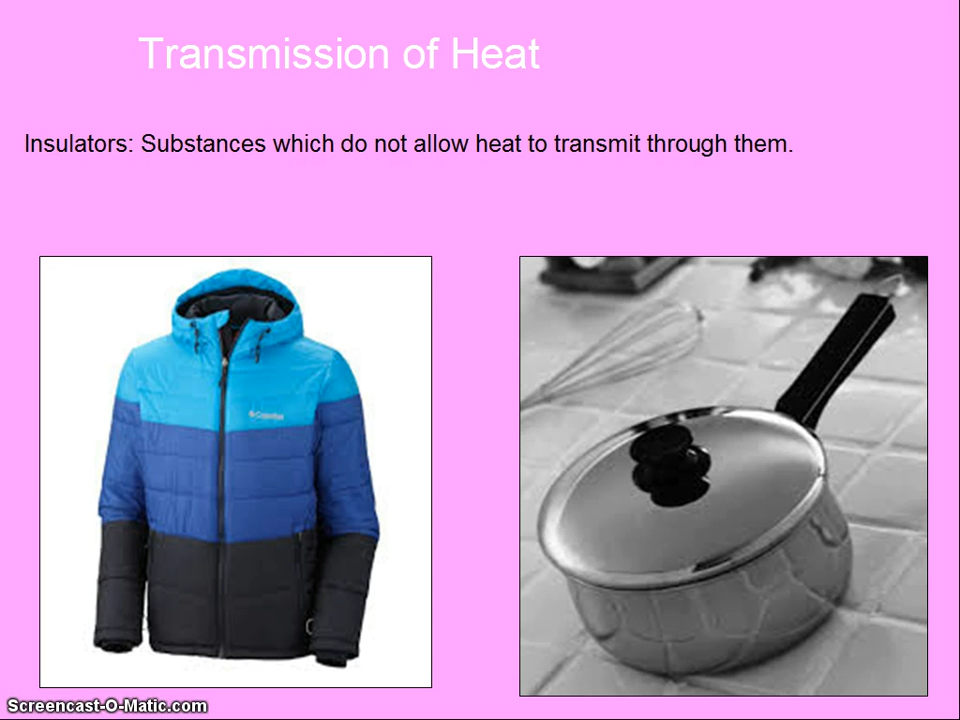 Transmission of Heat
Insulators: Substances which do not allow heat to transmit through them.
Columbia
Screencast-O-Matic.com